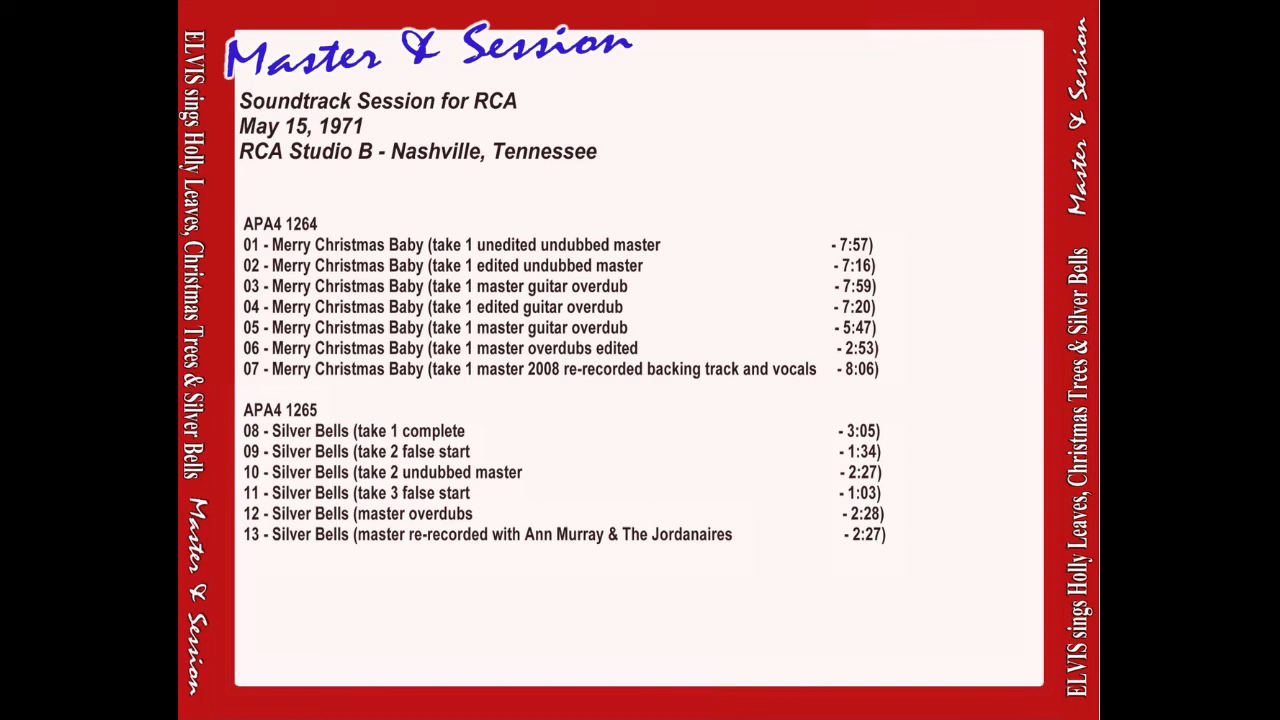 Master & Session
Soundtrack Session for RCA
May 15, 1971
RCA Studio B - Nashville, Tennessee
APA4 1264
01 - Merry Christmas Baby (take 1 unedited undubbed master - 7:57)
02 - Merry Christmas Baby (take 1 edited undubbed master - 7:16)
03 - Merry Christmas Baby (take 1 master guitar overdub - 7:59)
04 - Merry Christmas Baby (take 1 edited guitar overdub - 7:20)
05 - Merry Christmas Baby (take 1 master guitar overdub - 5:47)
06 - Merry Christmas Baby (take 1 master overdubs edited - 2:53)
07 - Merry Christmas Baby (take 1 master 2008 re-recorded backing track and vocals - 8:06)
APA4 1265
08 - Silver Bells (take 1 complete - 3:05)
09 - Silver Bells (take 2 false start - 1:34)
10 - Silver Bells (take 2 undubbed master - 2:27)
11 - Silver Bells (take 3 false start - 1:03)
12 - Silver Bells (master overdubs - 2:28)
13 - Silver Bells (master re-recorded with Ann Murray & The Jordanaires - 2:27)
ELVIS sings Holly Leaves, Christmas Trees & Silver Bells Master & Session
ELVIS sings Holly Leaves, Christmas Trees & Silver Bells Master & Session